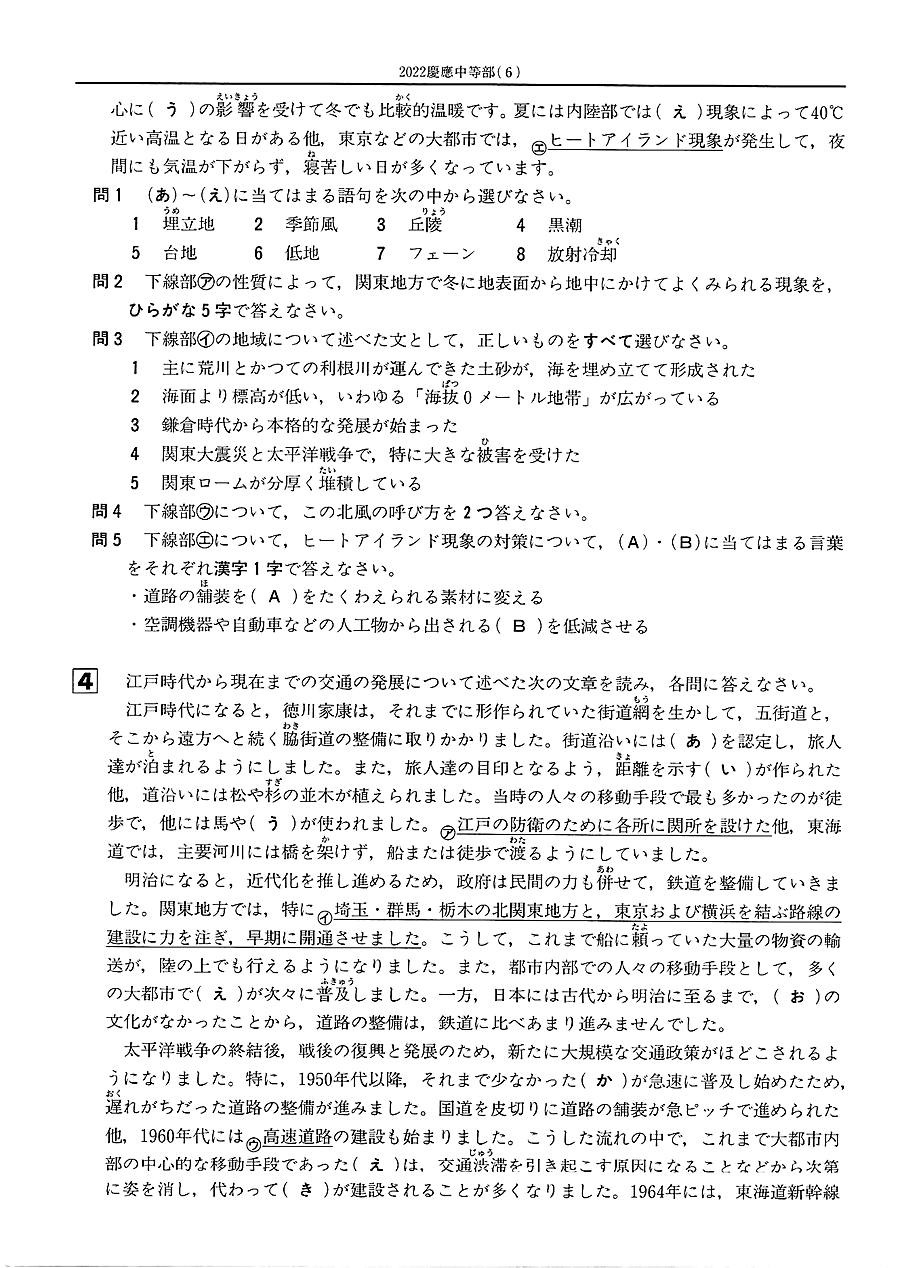 2022慶應中等部(6)
心に( う )の影響を受けて冬でも比較的温暖です。夏には内陸部では( え )現象によって40℃
近い高温となる日がある他，東京などの大都市では，㋓ヒートアイランド現象が発生して，夜
間にも気温が下がらず，寝苦しい日が多くなっています。
問1 (あ)～(え)に当てはまる語句を次の中から選びなさい。
1 埋立地 2 季節風 3 丘陵 4 黒潮
5 台地 6 低地 7 フェーン 8 放射冷却
問2 下線部㋐の性質によって，関東地方で冬に地表面から地中にかけてよくみられる現象を，
ひらがな5字で答えなさい。
問3 下線部㋑の地域について述べた文として，正しいものをすべて選びなさい。
1 主に荒川とかつての利根川が運んできた土砂が，海を埋め立てて形成された
2 海面より標高が低い，いわゆる「海抜0メートル地帯」が広がっている
3 鎌倉時代から本格的な発展が始まった
4 関東大震災と太平洋戦争で，特に大きな被害を受けた
5 関東ロームが分厚く堆積している
問4 下線部㋒について，この北風の呼び方を2つ答えなさい。
問5 下線部㋓について，ヒートアイランド現象の対策について，(A)・(B)に当てはまる言葉
をそれぞれ漢字1字で答えなさい。
・道路の舗装を( A )をたくわえられる素材に変える
・空調機器や自動車などの人工物から出される( B )を低減させる
4 江戸時代から現在までの交通の発展について述べた次の文章を読み，各問に答えなさい。
江戸時代になると，徳川家康は，それまでに形作られていた街道網を生かして，五街道と，
そこから遠方へと続く脇街道の整備に取りかかりました。街道沿いには( あ )を認定し，旅人
達が泊まれるようにしました。また，旅人達の目印となるよう，距離を示す( い )が作られた
他，道沿いには松や杉の並木が植えられました。当時の人々の移動手段で最も多かったのが徒
歩で，他には馬や( う )が使われました。㋐江戸の防衛のために各所に関所を設けた他，東海
道では，主要河川には橋を架けず，船または徒歩で渡るようにしていました。
明治になると，近代化を推し進めるため，政府は民間の力も併せて，鉄道を整備していきま
した。関東地方では，特に㋑埼玉・群馬・栃木の北関東地方と，東京および横浜を結ぶ路線の
建設に力を注ぎ，早期に開通させました。こうして，これまで船に頼っていた大量の物資の輸
送が，陸の上でも行えるようになりました。また，都市内部での人々の移動手段として，多く
の大都市で( え )が次々に普及しました。一方，日本には古代から明治に至るまで，( お )の
文化がなかったことから，道路の整備は，鉄道に比べあまり進みませんでした。
太平洋戦争の終結後，戦後の復興と発展のため，新たに大規模な交通政策がほどこされるよ
うになりました。特に，1950年代以降，それまで少なかった( か )が急速に普及し始めたため，
遅れがちだった道路の整備が進みました。国道を皮切りに道路の舗装が急ピッチで進められた
他，1960年代には㋒高速道路の建設も始まりました。こうした流れの中で，これまで大都市内
部の中心的な移動手段であった( え )は，交通渋滞を引き起こす原因になることなどから次第
に姿を消し，代わって( き )が建設されることが多くなりました。1964年には，東海道新幹線